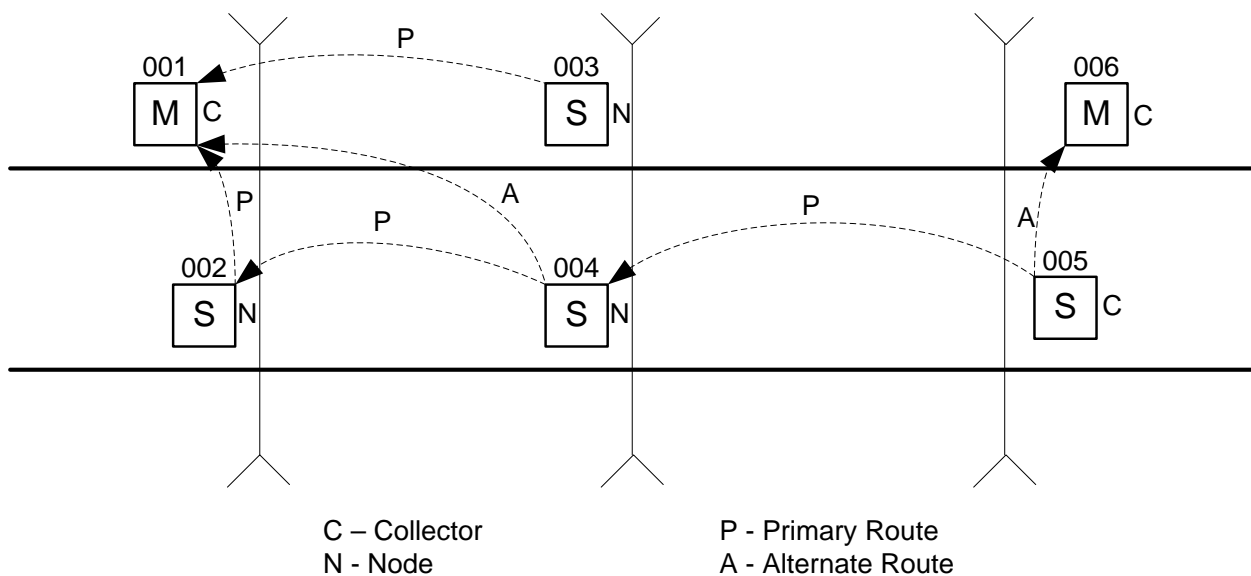 P
001
003
006
M C
S N
M C
A
P
P
P
A
002
004
005
S N
S N
S C
C – Collector
P - Primary Route
N - Node
A - Alternate Route